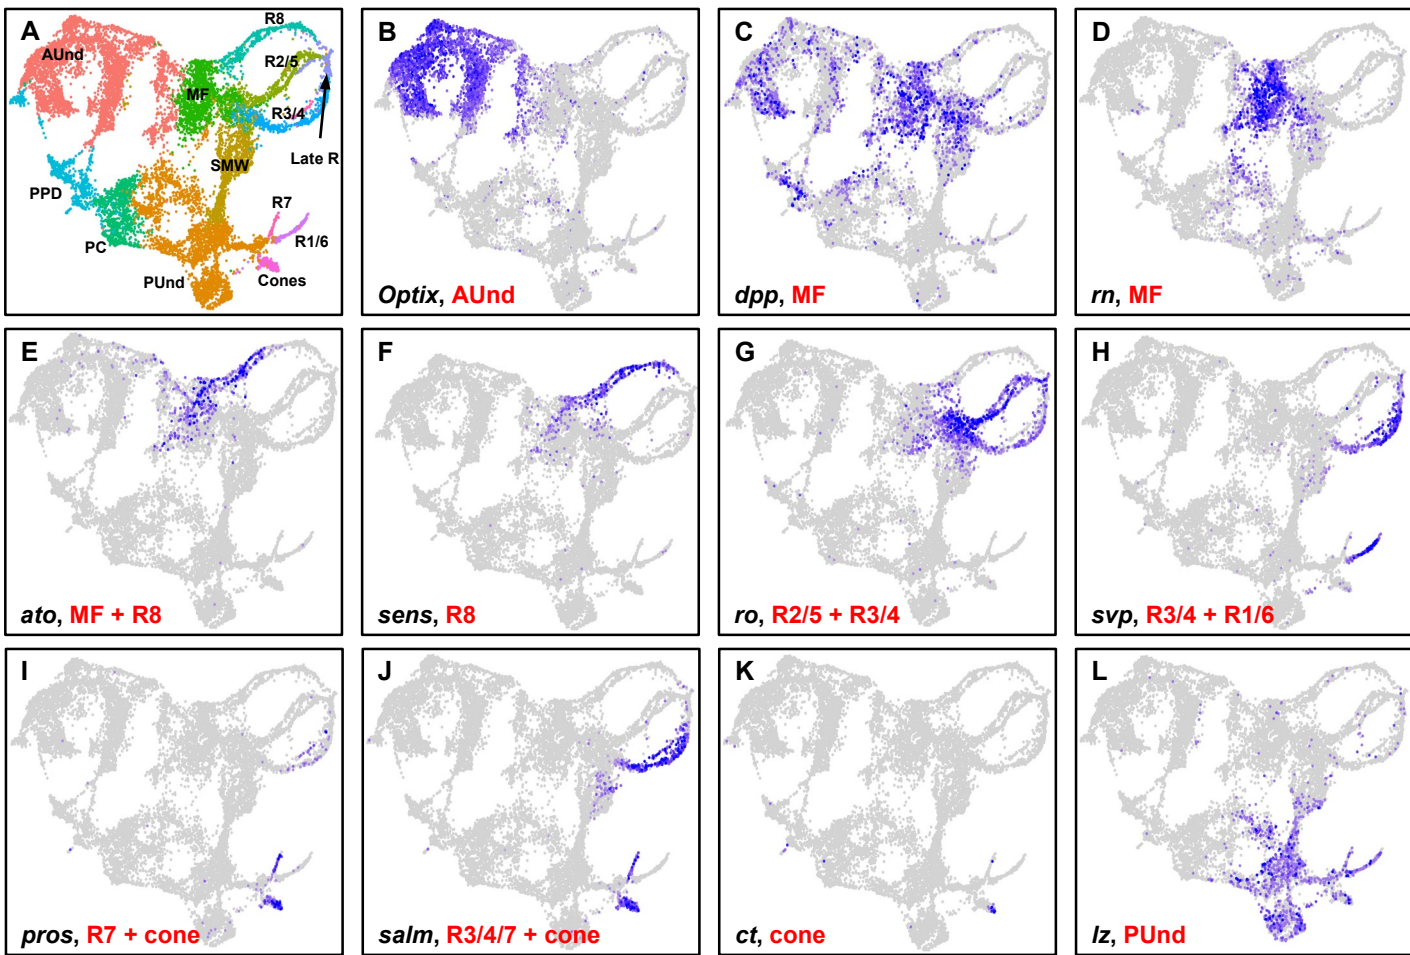 A
AUnd
R8
R2/5
MF
R3/4
Late R
SMW
PPD
R7
PC
R1/6
PUnd
Cones
B
Optix, AUnd
C
dpp, MF
D
rn, MF
E
ato, MF + R8
F
sens, R8
G
ro, R2/5 + R3/4
H
svp, R3/4 + R1/6
I
pros, R7 + cone
J
salm, R3/4/7 + cone
K
ct, cone
L
lz, PUnd